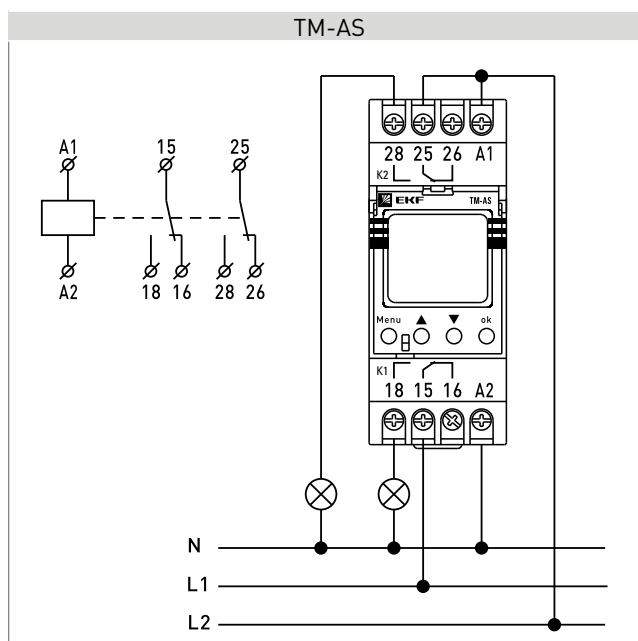 TM-AS
A1 15 25
A2 18 16 28 26
28 25 26 A1
K2
EKF TM-AS
Menu ▲ ▼ ok
K1
18 15 16 A2
N
L1
L2